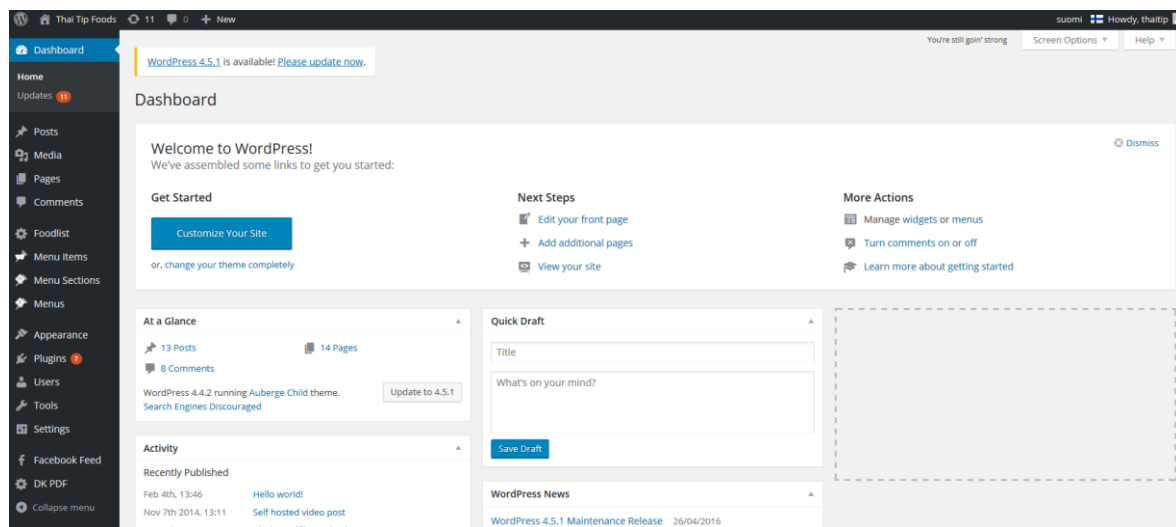 Thai Tip Foods 11 0 + New suomi Howdy, thaitip
Dashboard
Home
Updates 11
Posts
Media
Pages
Comments
Foodlist
Menu Items
Menu Sections
Menus
Appearance
Plugins 7
Users
Tools
Settings
Facebook Feed
DK PDF
Collapse menu
You're still goin' strong Screen Options Help
WordPress 4.5.1 is available! Please update now.
Dashboard
Welcome to WordPress! Dismiss
We've assembled some links to get you started:
Get Started
Customize Your Site
or, change your theme completely
Next Steps
Edit your front page
Add additional pages
View your site
More Actions
Manage widgets or menus
Turn comments on or off
Learn more about getting started
At a Glance
13 Posts 14 Pages
8 Comments
WordPress 4.4.2 running Auberge Child theme. Update to 4.5.1
Search Engines Discouraged
Activity
Recently Published
Feb 4th, 13:46 Hello world!
Nov 7th 2014, 13:11 Self hosted video post
Quick Draft
Title
What's on your mind?
Save Draft
WordPress News
WordPress 4.5.1 Maintenance Release 26/04/2016